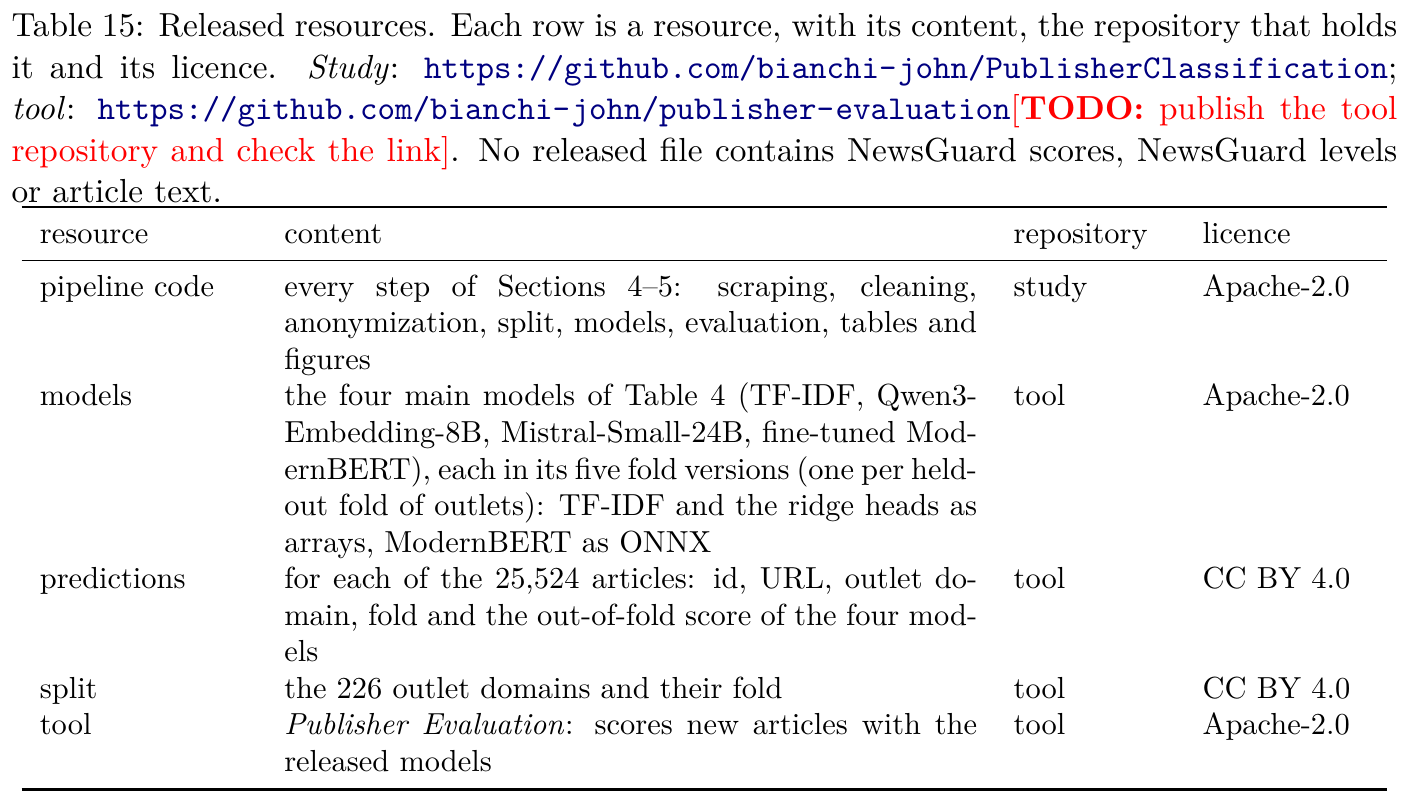 Table 15: Released resources. Each row is a resource, with its content, the repository that holds
it and its licence. Study: https://github.com/bianchi-john/PublisherClassification;
tool: https://github.com/bianchi-john/publisher-evaluation[TODO: publish the tool
repository and check the link]. No released file contains NewsGuard scores, NewsGuard levels
or article text.
resource content repository licence
pipeline code every step of Sections 4–5: scraping, cleaning, study Apache-2.0
anonymization, split, models, evaluation, tables and
figures
models the four main models of Table 4 (TF-IDF, Qwen3- tool Apache-2.0
Embedding-8B, Mistral-Small-24B, fine-tuned Mod-
ernBERT), each in its five fold versions (one per held-
out fold of outlets): TF-IDF and the ridge heads as
arrays, ModernBERT as ONNX
predictions for each of the 25,524 articles: id, URL, outlet do- tool CC BY 4.0
main, fold and the out-of-fold score of the four mod-
els
split the 226 outlet domains and their fold tool CC BY 4.0
tool Publisher Evaluation: scores new articles with the tool Apache-2.0
released models